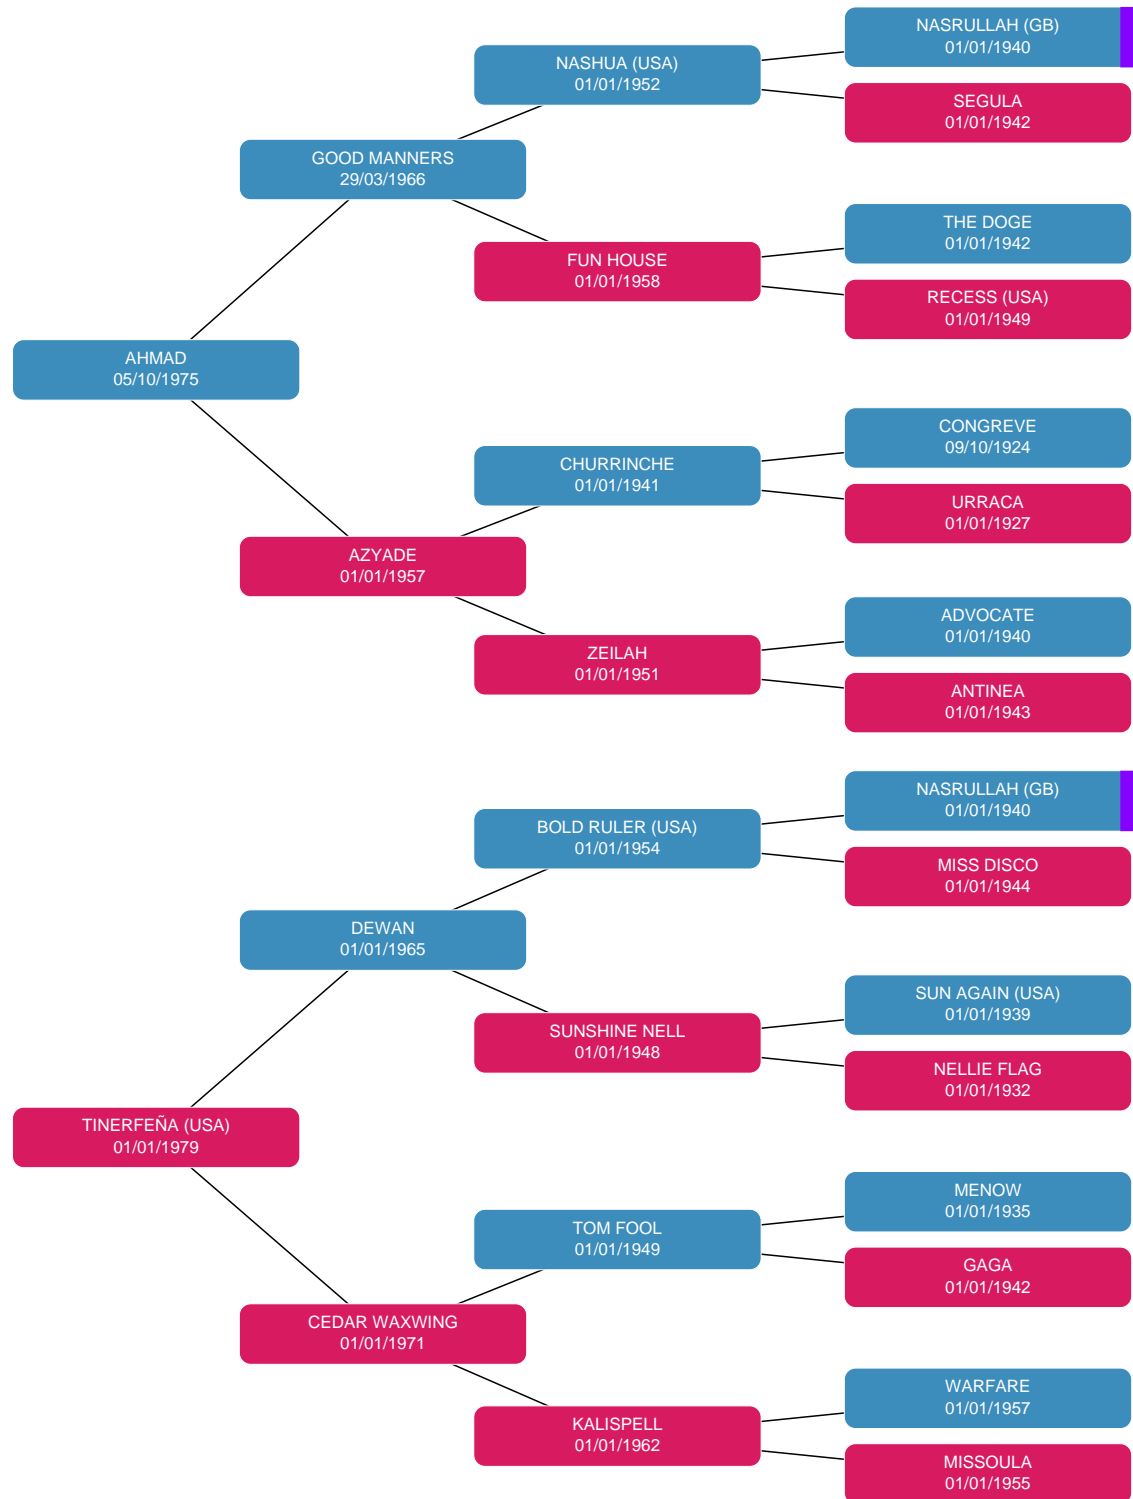 NASRULLAH (GB)
01/01/1940
NASHUA (USA)
01/01/1952
SEGULA
01/01/1942
GOOD MANNERS
29/03/1966
THE DOGE
01/01/1942
FUN HOUSE
01/01/1958
RECESS (USA)
01/01/1949
AHMAD
05/10/1975
CONGREVE
09/10/1924
CHURRINCHE
01/01/1941
URRACA
01/01/1927
AZYADE
01/01/1957
ADVOCATE
01/01/1940
ZEILAH
01/01/1951
ANTINEA
01/01/1943
NASRULLAH (GB)
01/01/1940
BOLD RULER (USA)
01/01/1954
MISS DISCO
01/01/1944
DEWAN
01/01/1965
SUN AGAIN (USA)
01/01/1939
SUNSHINE NELL
01/01/1948
NELLIE FLAG
01/01/1932
TINERFEÑA (USA)
01/01/1979
MENOW
01/01/1935
TOM FOOL
01/01/1949
GAGA
01/01/1942
CEDAR WAXWING
01/01/1971
WARFARE
01/01/1957
KALISPELL
01/01/1962
MISSOULA
01/01/1955